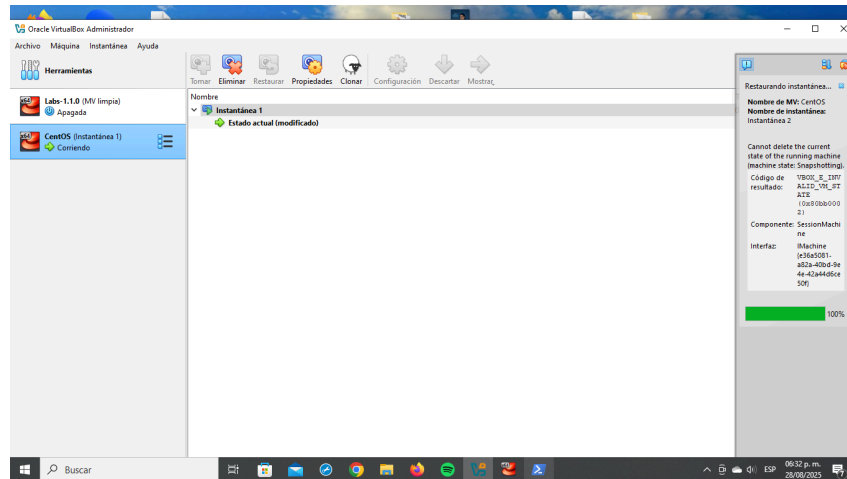 Oracle VirtualBox Administrador
Archivo Máquina Instantánea Ayuda
Herramientas
Tomar Eliminar Restaurar Propiedades Clonar Configuración Descartar Mostrar
Labs-1.1.0 (MV limpia)
Apagada
CentOS (Instantánea 1)
Corriendo
Nombre
Instantánea 1
Estado actual (modificado)
Restaurando instantánea...
Nombre de MV: CentOS
Nombre de instantánea:
Instantánea 2
Cannot delete the current
state of the running machine
(machine state: Snapshotting).
Código de VBOX_E_INV
resultado: ALID_VM_ST
ATE
(0x80bb000
2)
Componente: SessionMachi
ne
Interfaz: IMachine
(e36a5081-
a82a-40bd-9e
4e-42a44d6ce
50f)
100%
Buscar
ESP
06:32 p. m.
28/08/2025
7